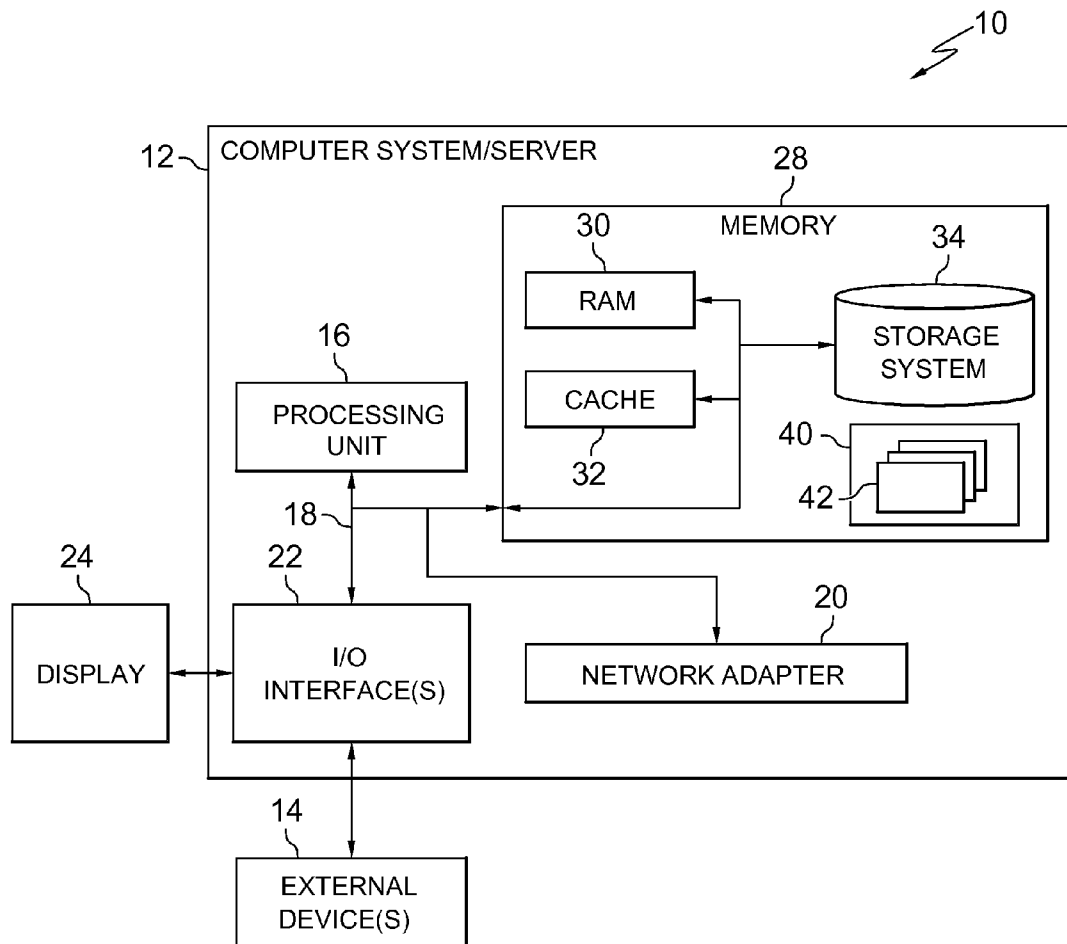 10
12
COMPUTER SYSTEM/SERVER
28
MEMORY
30
RAM
34
STORAGE
SYSTEM
16
PROCESSING
UNIT
CACHE
32
40
42
18
24
DISPLAY
22
I/O
INTERFACE(S)
20
NETWORK ADAPTER
14
EXTERNAL
DEVICE(S)